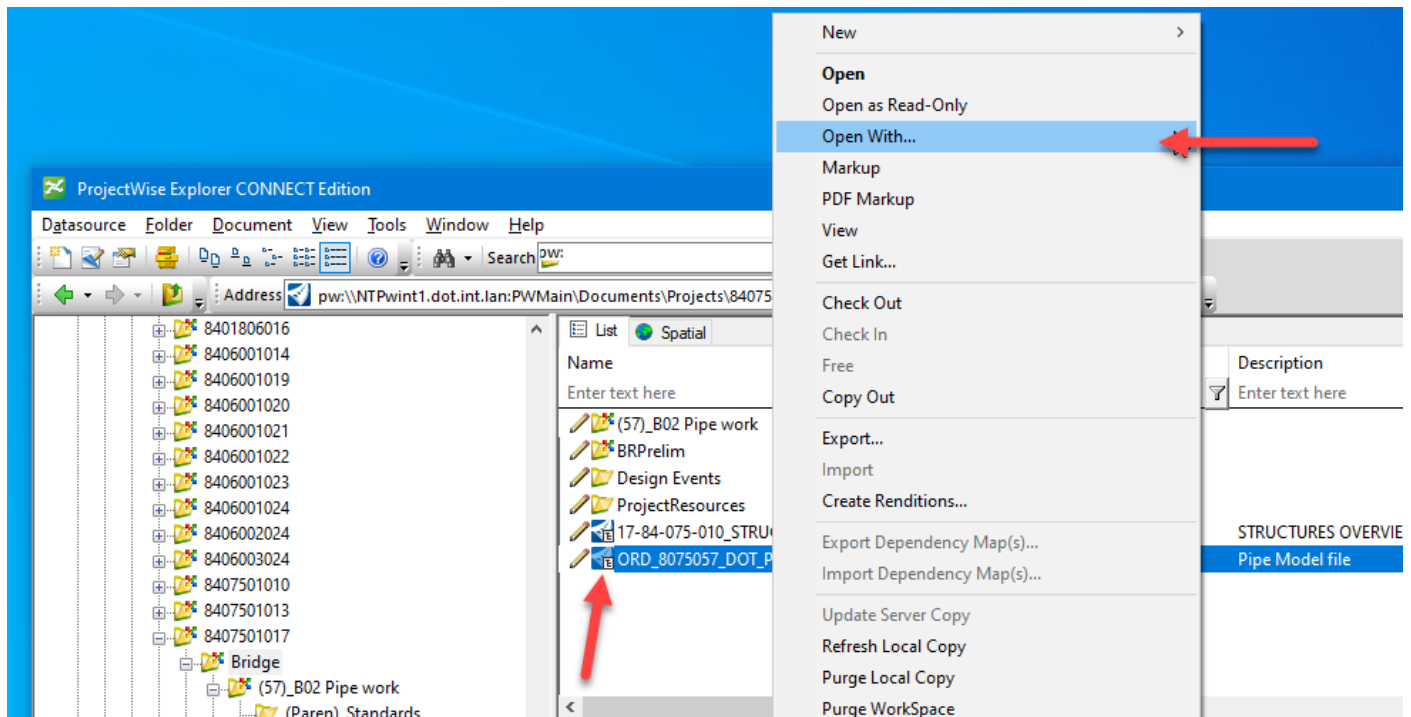 ProjectWise Explorer CONNECT Edition
Datasource Folder Document View Tools Window Help
Search pw:
Address pw:\\NTPwint1.dot.int.lan:PWMain\Documents\Projects\84075
8401806016
8406001014
8406001019
8406001020
8406001021
8406001022
8406001023
8406001024
8406002024
8406003024
8407501010
8407501013
8407501017
Bridge
(57)_B02 Pipe work
(Paren)_Standards
List Spatial
Name Description
Enter text here Enter text here
(57)_B02 Pipe work
BRPrelim
Design Events
ProjectResources
17-84-075-010_STRU STRUCTURES OVERVIE
ORD_8075057_DOT_P Pipe Model file
New
Open
Open as Read-Only
Open With...
Markup
PDF Markup
View
Get Link...
Check Out
Check In
Free
Copy Out
Export...
Import
Create Renditions...
Export Dependency Map(s)...
Import Dependency Map(s)...
Update Server Copy
Refresh Local Copy
Purge Local Copy
Purge WorkSpace